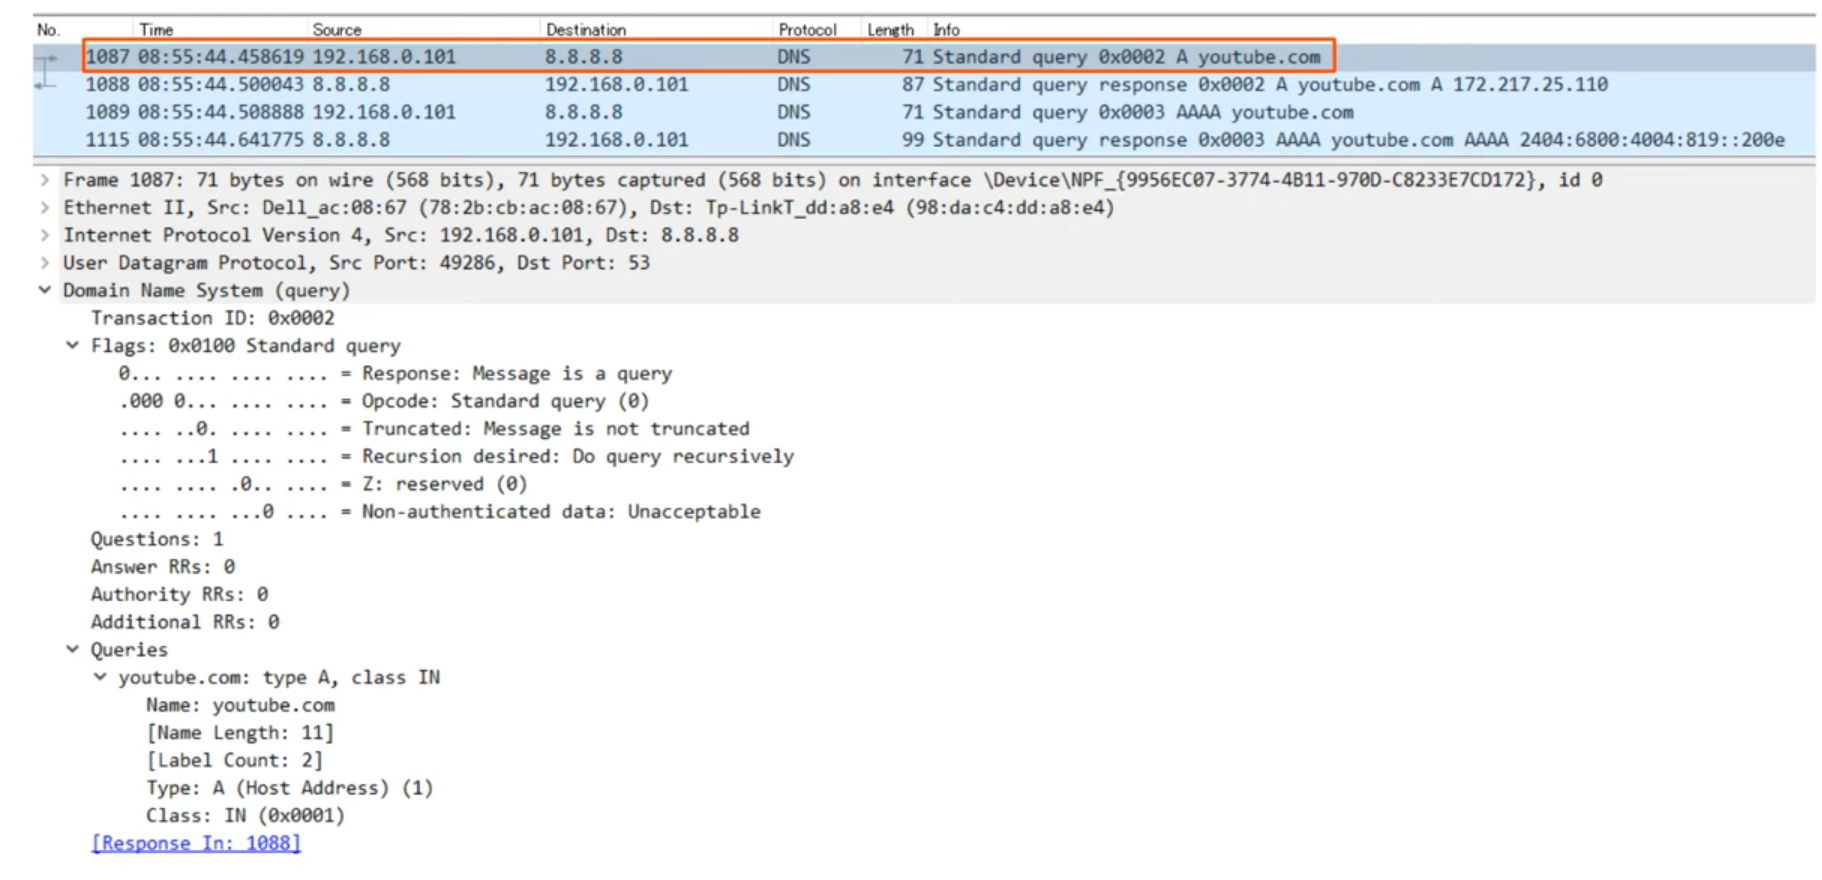 No. Time Source Destination Protocol Length Info
1087 08:55:44.458619 192.168.0.101 8.8.8.8 DNS 71 Standard query 0x0002 A youtube.com
1088 08:55:44.500043 8.8.8.8 192.168.0.101 DNS 87 Standard query response 0x0002 A youtube.com A 172.217.25.110
1089 08:55:44.508888 192.168.0.101 8.8.8.8 DNS 71 Standard query 0x0003 AAAA youtube.com
1115 08:55:44.641775 8.8.8.8 192.168.0.101 DNS 99 Standard query response 0x0003 AAAA youtube.com AAAA 2404:6800:4004:819::200e
Frame 1087: 71 bytes on wire (568 bits), 71 bytes captured (568 bits) on interface \Device\NPF_{9956EC07-3774-4B11-970D-C8233E7CD172}, id 0
Ethernet II, Src: Dell_ac:08:67 (78:2b:cb:ac:08:67), Dst: Tp-LinkT_dd:a8:e4 (98:da:c4:dd:a8:e4)
Internet Protocol Version 4, Src: 192.168.0.101, Dst: 8.8.8.8
User Datagram Protocol, Src Port: 49286, Dst Port: 53
Domain Name System (query)
Transaction ID: 0x0002
Flags: 0x0100 Standard query
0... .... .... .... = Response: Message is a query
.000 0... .... .... = Opcode: Standard query (0)
.... ..0. .... .... = Truncated: Message is not truncated
.... ...1 .... .... = Recursion desired: Do query recursively
.... .... .0.. .... = Z: reserved (0)
.... .... ...0 .... = Non-authenticated data: Unacceptable
Questions: 1
Answer RRs: 0
Authority RRs: 0
Additional RRs: 0
Queries
youtube.com: type A, class IN
Name: youtube.com
[Name Length: 11]
[Label Count: 2]
Type: A (Host Address) (1)
Class: IN (0x0001)
[Response In: 1088]